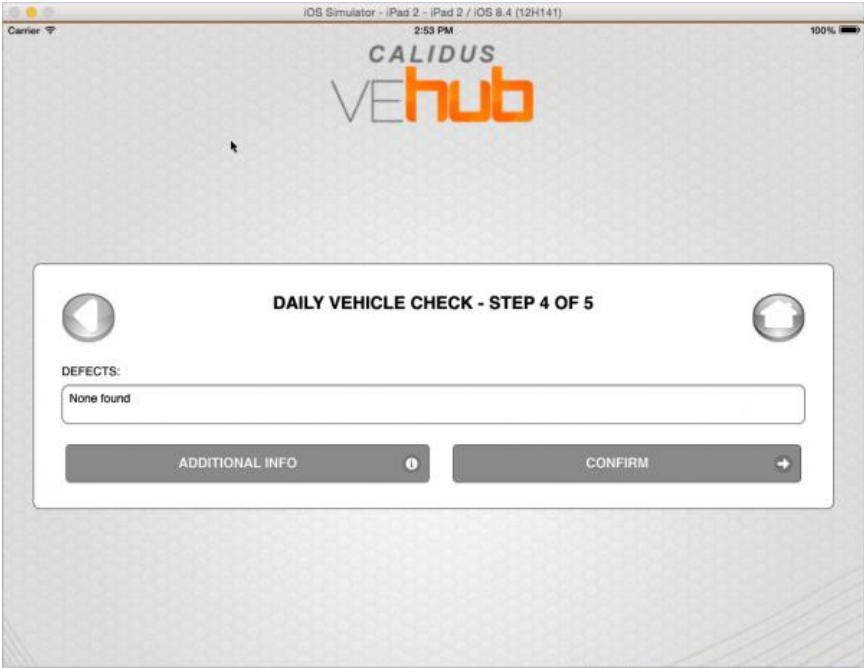 iOS Simulator - iPad 2 - iPad 2 / iOS 8.4 (12H141)
Carrier 2:53 PM 100%
CALIDUS
VEhub
DAILY VEHICLE CHECK - STEP 4 OF 5
DEFECTS:
None found
ADDITIONAL INFO CONFIRM